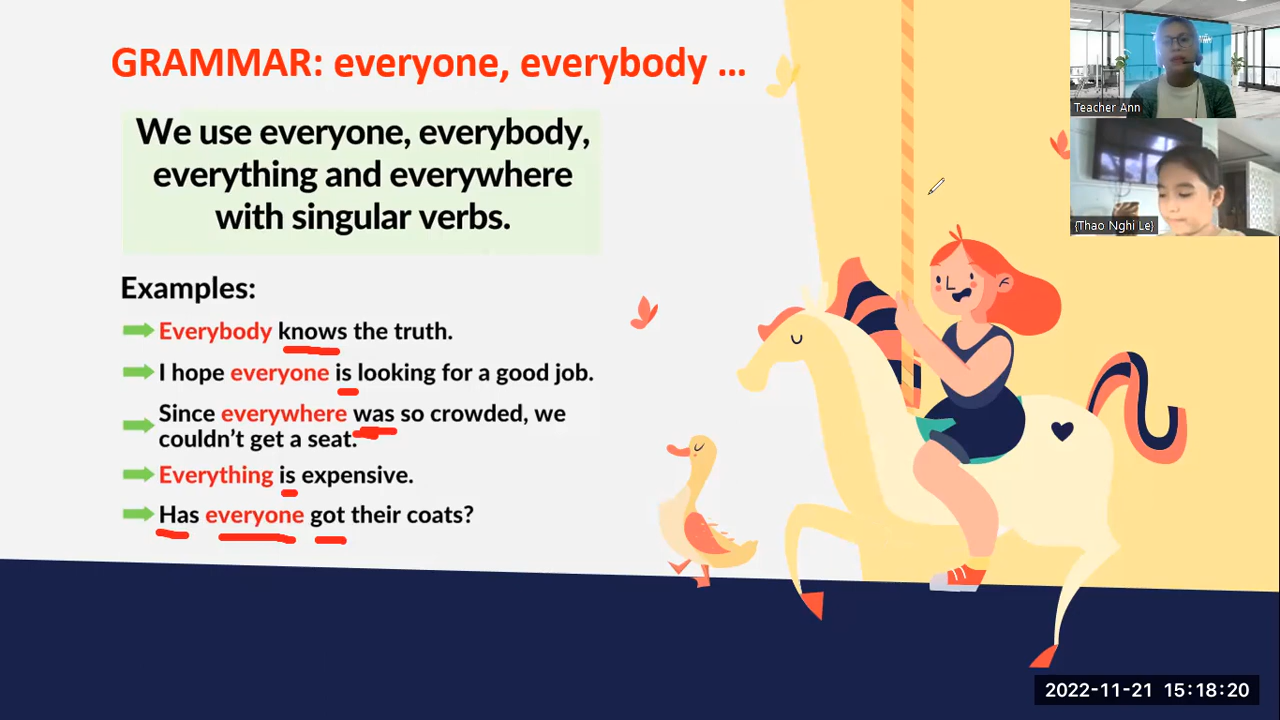 GRAMMAR: everyone, everybody ...
We use everyone, everybody,
everything and everywhere
with singular verbs.
Examples:
Everybody knows the truth.
I hope everyone is looking for a good job.
Since everywhere was so crowded, we
couldn't get a seat.
Everything is expensive.
Has everyone got their coats?
Teacher Ann
{Thao Nghi Le}
2022-11-21 15:18:20